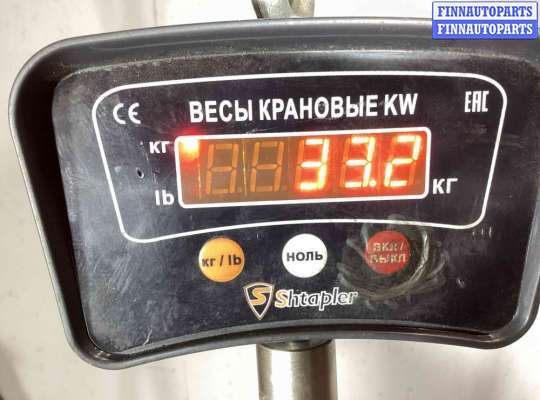 FINNAUTOPARTS
FINNAUTOPARTS
CE
ВЕСЫ КРАНОВЫЕ KW
EAC
кг
lb
33.2
КГ
кг / lb
НОЛЬ
ВКЛ /
ВЫКЛ
S Shtapler